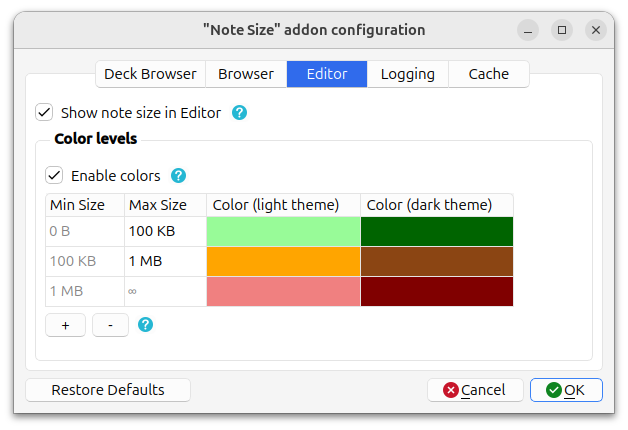 "Note Size" addon configuration
Deck Browser Browser Editor Logging Cache
Show note size in Editor ?
Color levels
Enable colors ?
Min Size Max Size Color (light theme) Color (dark theme)
0 B 100 KB
100 KB 1 MB
1 MB ∞
+ - ?
Restore Defaults Cancel OK